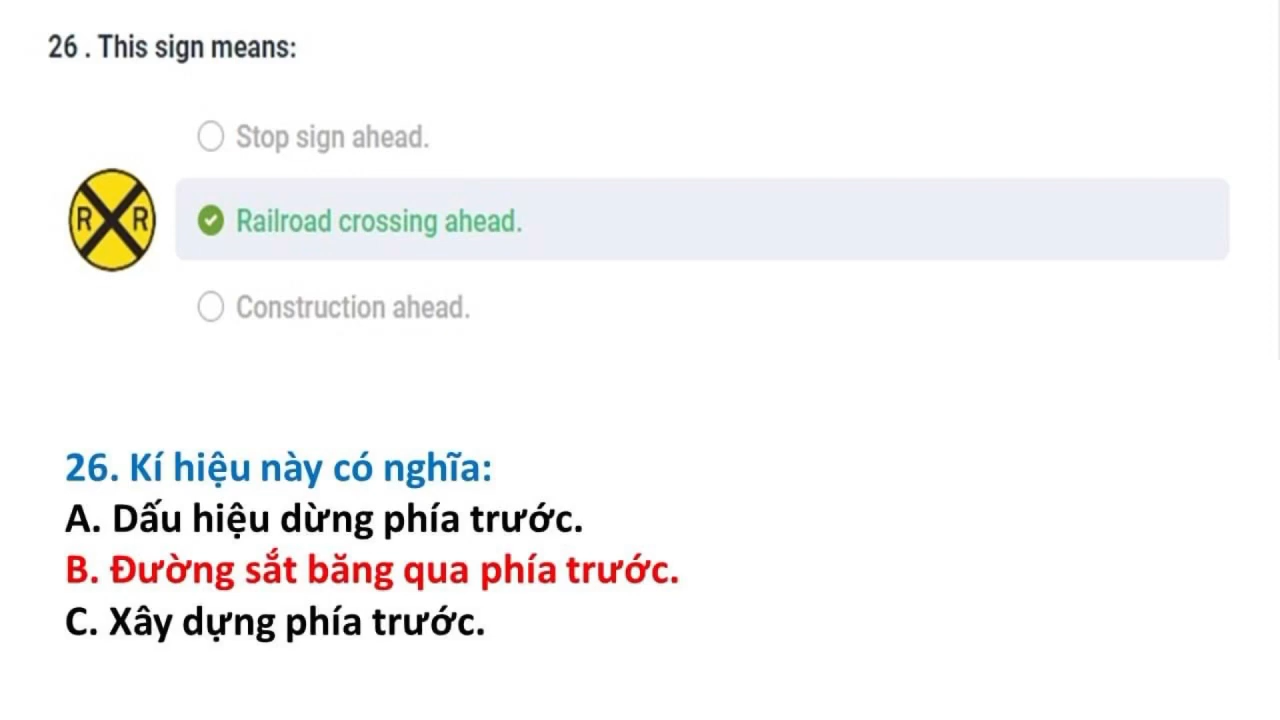 26 . This sign means:
Stop sign ahead.
R R
Railroad crossing ahead.
Construction ahead.
26. Kí hiệu này có nghĩa:
A. Dấu hiệu dừng phía trước.
B. Đường sắt băng qua phía trước.
C. Xây dựng phía trước.